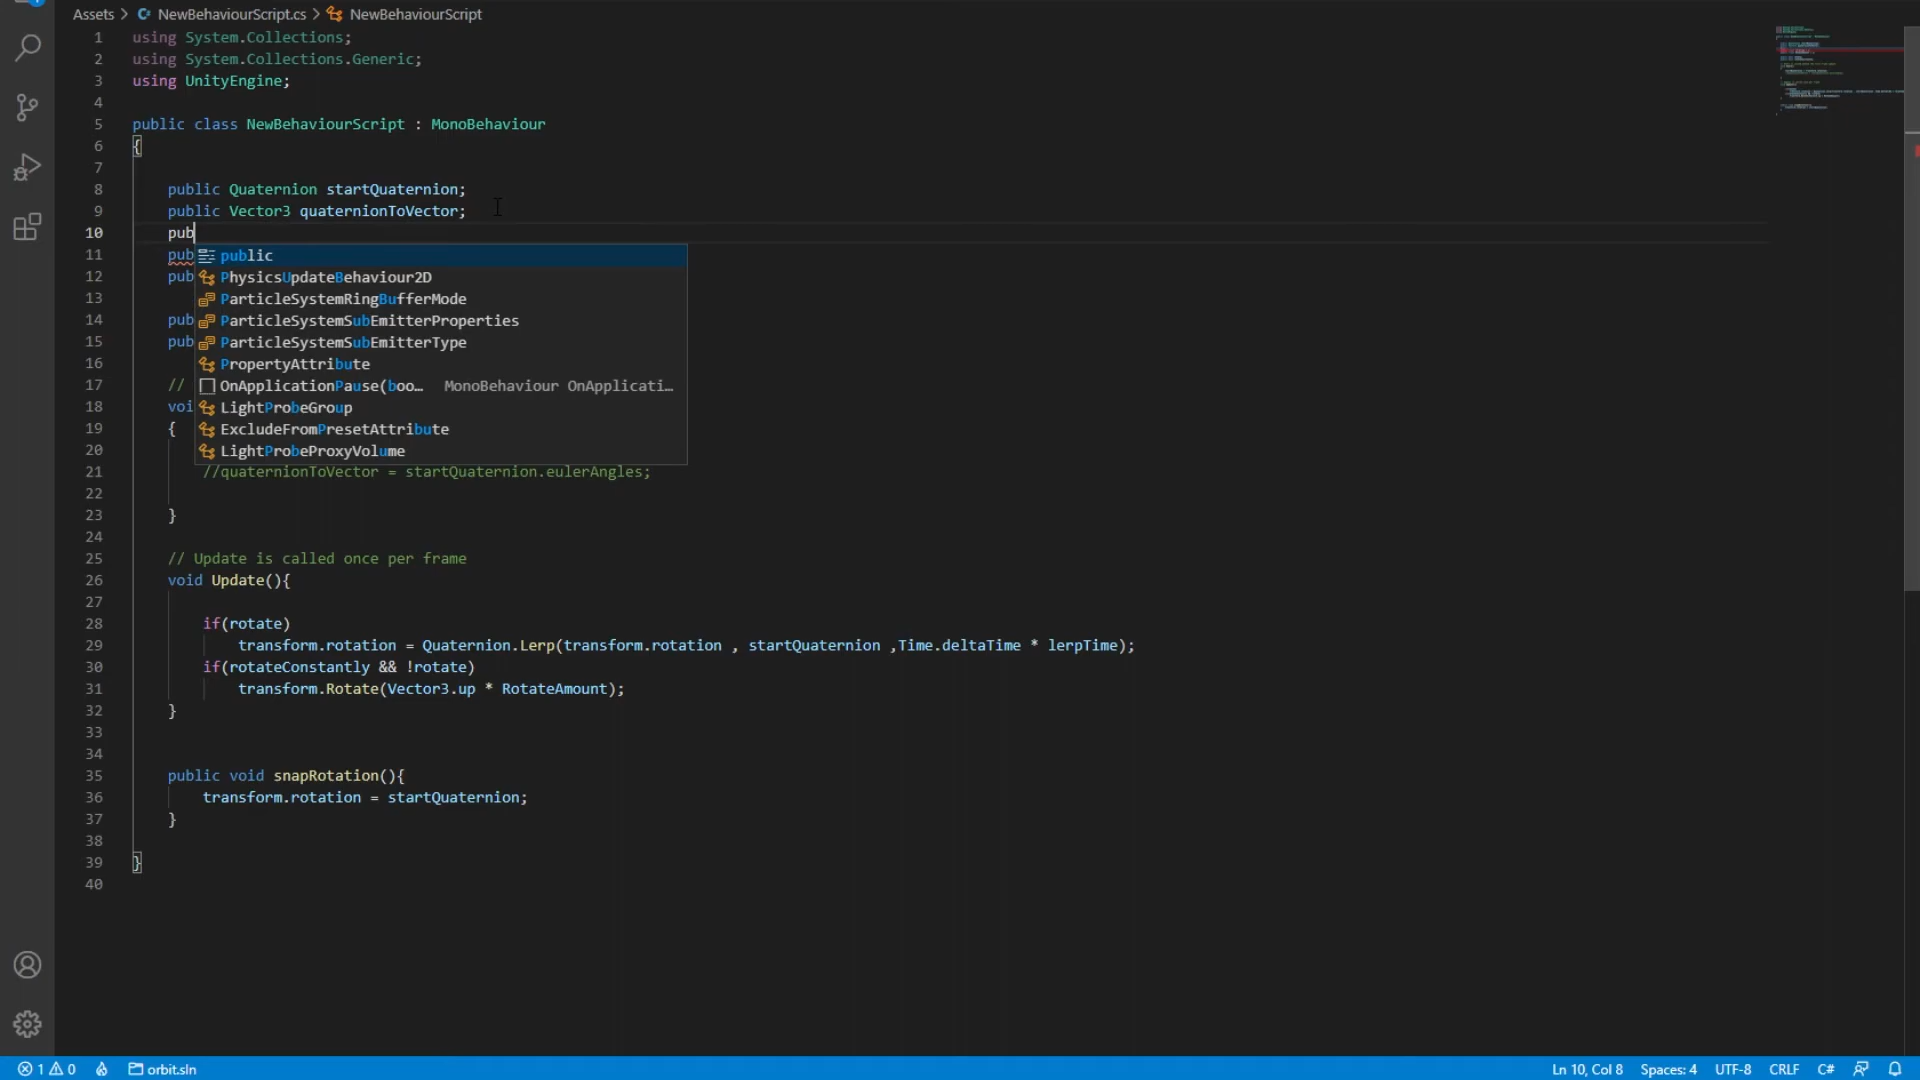 Assets > NewBehaviourScript.cs > NewBehaviourScript
1 using System.Collections;
2 using System.Collections.Generic;
3 using UnityEngine;
4
5 public class NewBehaviourScript : MonoBehaviour
6 {
7
8 public Quaternion startQuaternion;
9 public Vector3 quaternionToVector;
10 pub
11 pub public
12 pub PhysicsUpdateBehaviour2D
13 ParticleSystemRingBufferMode
14 pub ParticleSystemSubEmitterProperties
15 pub ParticleSystemSubEmitterType
16 PropertyAttribute
17 // OnApplicationPause(boo… MonoBehaviour OnApplicati…
18 voi LightProbeGroup
19 { ExcludeFromPresetAttribute
20 LightProbeProxyVolume
21 //quaternionToVector = startQuaternion.eulerAngles;
22
23 }
24
25 // Update is called once per frame
26 void Update(){
27
28 if(rotate)
29 transform.rotation = Quaternion.Lerp(transform.rotation , startQuaternion ,Time.deltaTime * lerpTime);
30 if(rotateConstantly && !rotate)
31 transform.Rotate(Vector3.up * RotateAmount);
32 }
33
34
35 public void snapRotation(){
36 transform.rotation = startQuaternion;
37 }
38
39 }
40
1 0 orbit.sln Ln 10, Col 8 Spaces: 4 UTF-8 CRLF C#